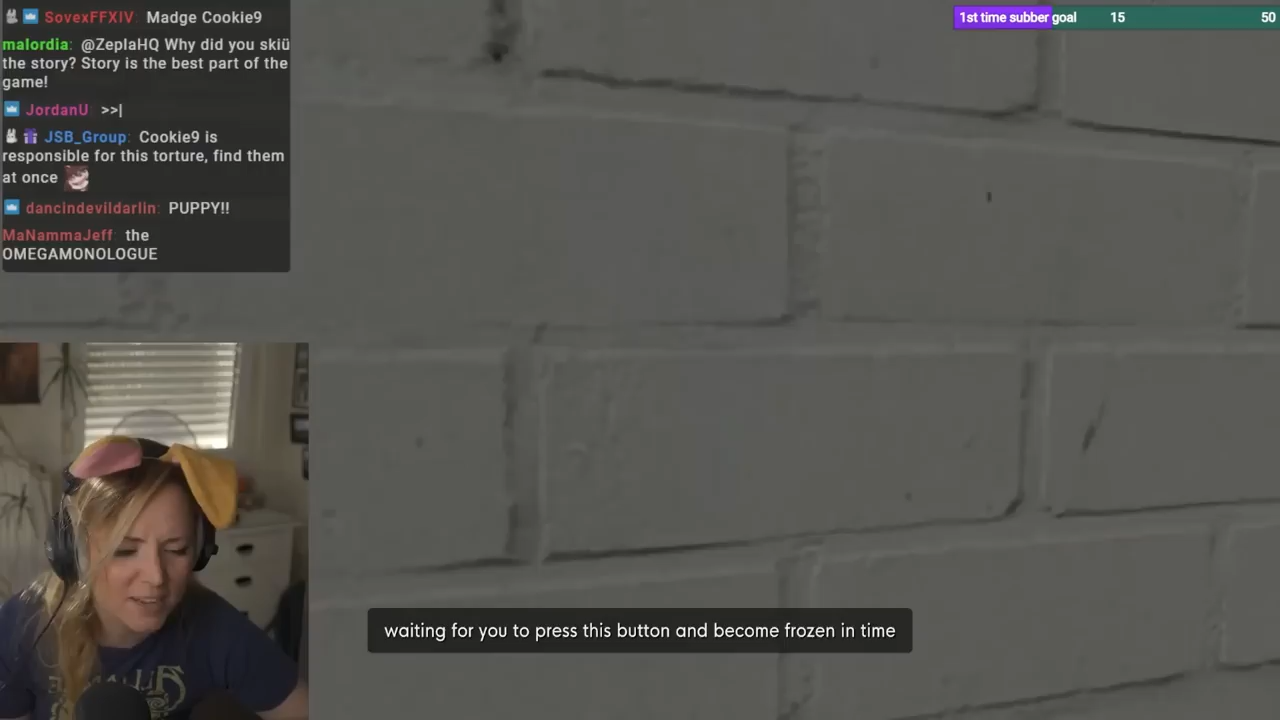 SovexFFXIV: Madge Cookie9
malordia: @ZeplaHQ Why did you skiü
the story? Story is the best part of the
game!
JordanU: >>|
JSB_Group: Cookie9 is
responsible for this torture, find them
at once
dancindevildarlin: PUPPY!!
MaNammaJeff: the
OMEGAMONOLOGUE
1st time subber goal 15 50
waiting for you to press this button and become frozen in time